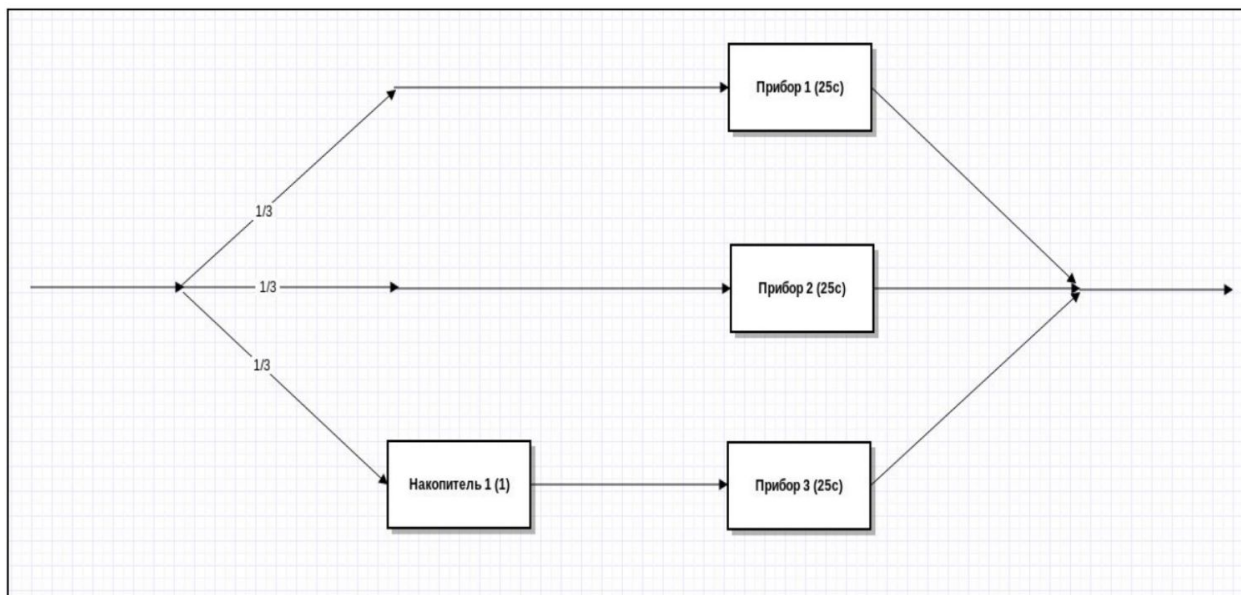 Прибор 1 (25с)
1/3
1/3
Прибор 2 (25с)
1/3
Накопитель 1 (1)
Прибор 3 (25с)